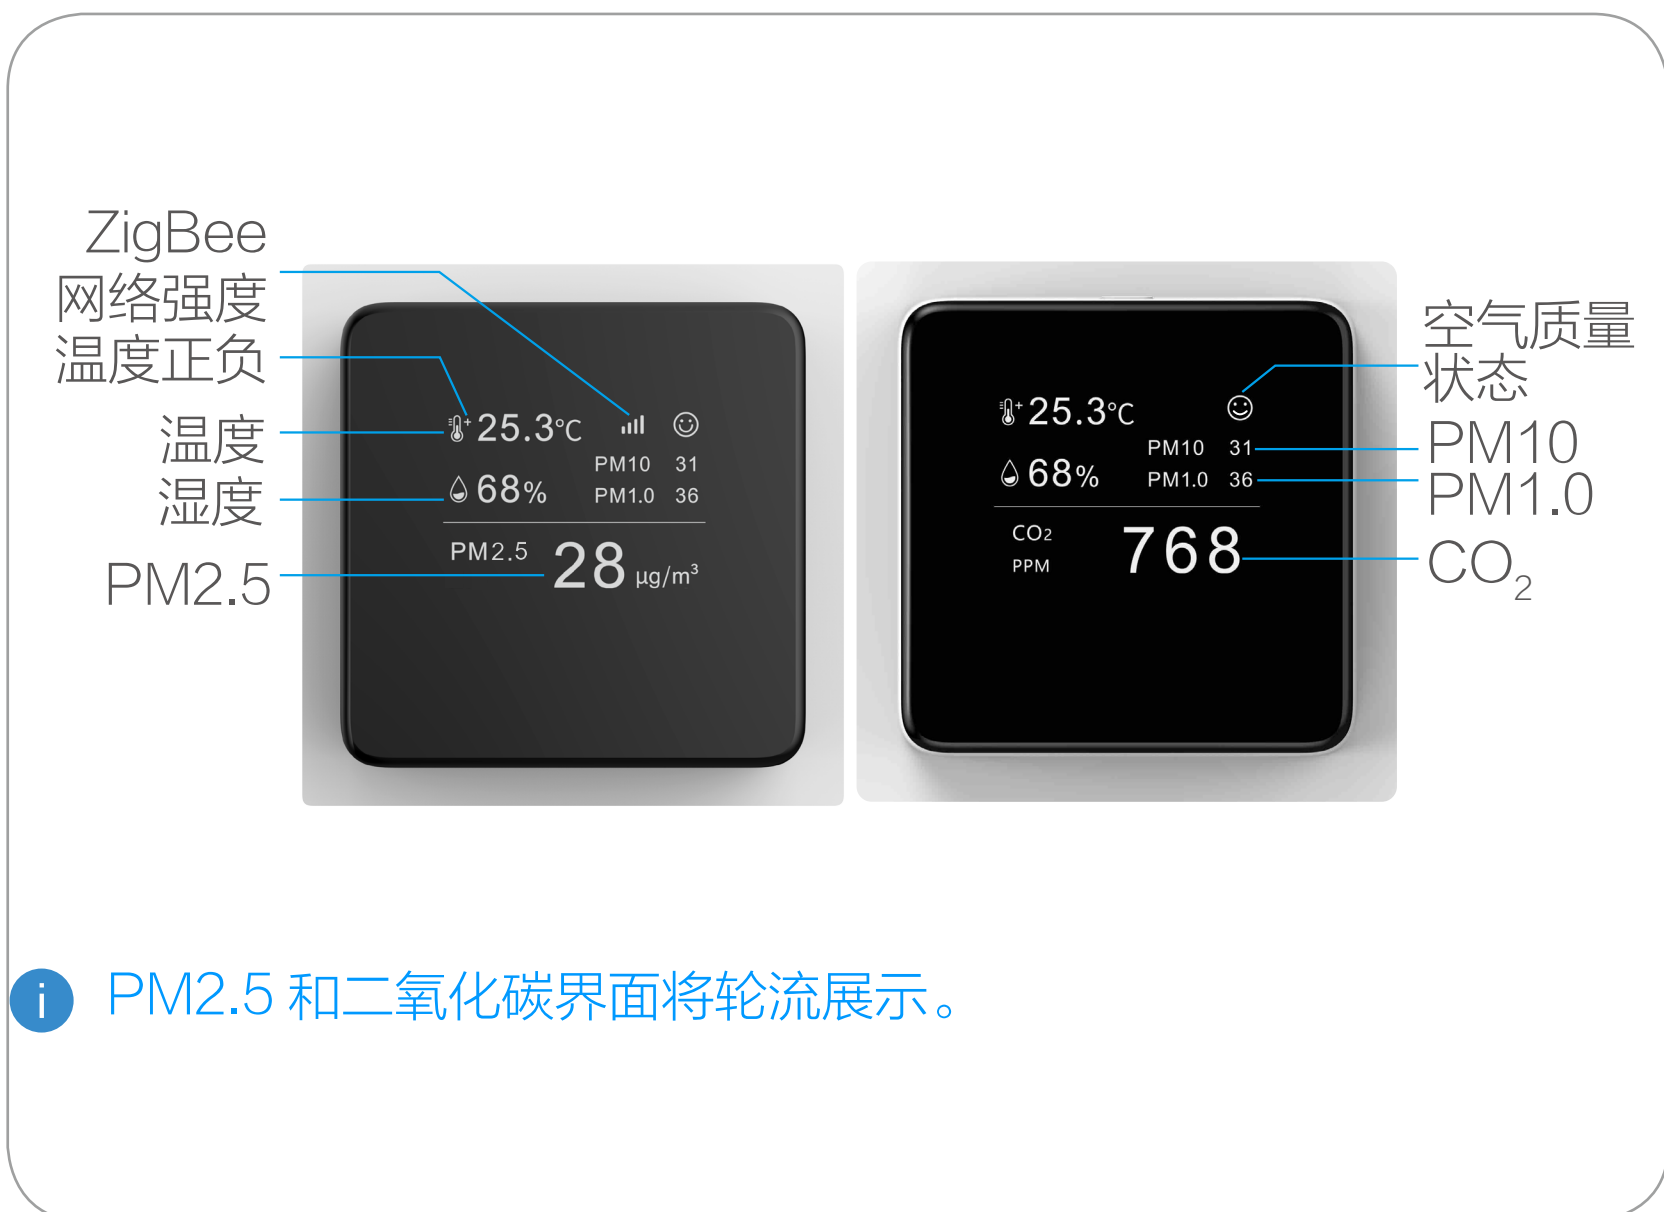 ZigBee
网络强度
温度正负
温度
湿度
PM2.5
+ 25.3°C
PM10 31
68%
PM1.0 36
PM2.5 28 μg/m³
+ 25.3°C
PM10 31
68%
PM1.0 36
CO2
PPM
768
空气质量
状态
PM10
PM1.0
CO₂
i PM2.5 和二氧化碳界面将轮流展示。